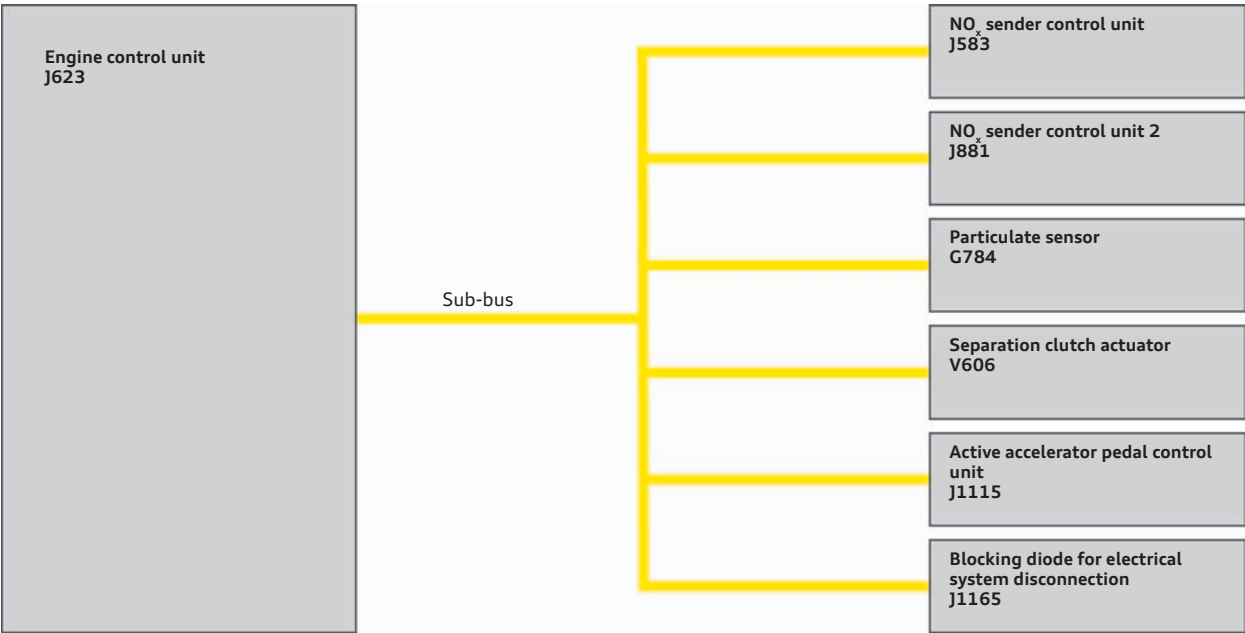 Engine control unit
J623
Sub-bus
NOx sender control unit
J583
NOx sender control unit 2
J881
Particulate sensor
G784
Separation clutch actuator
V606
Active accelerator pedal control
unit
J1115
Blocking diode for electrical
system disconnection
J1165